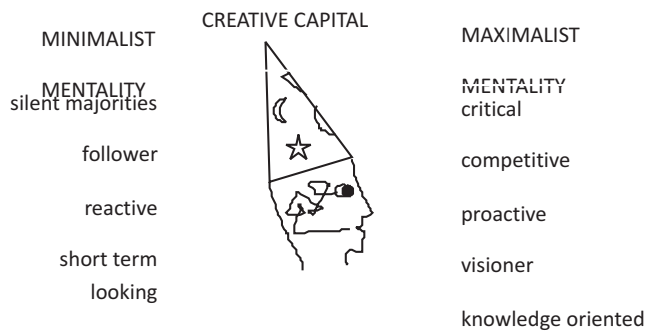 CREATIVE CAPITAL
MINIMALIST
MENTALITY
silent majorities
follower
reactive
short term
looking
MAXIMALIST
MENTALITY
critical
competitive
proactive
visioner
knowledge oriented